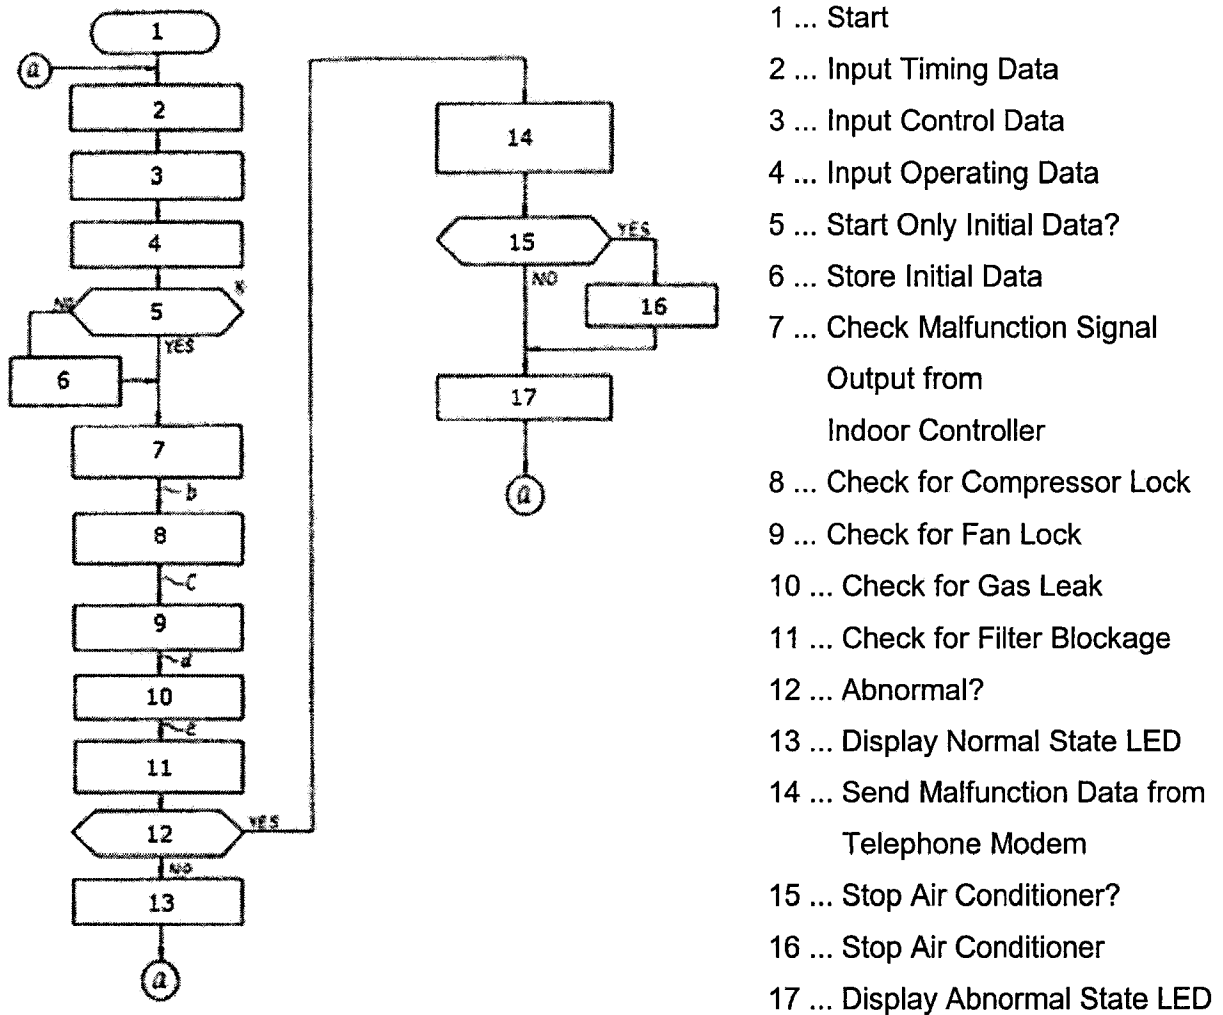 1
a
2
3
4
5
K
NO
YES
6
7
b
8
C
9
d
10
e
11
12
YES
NO
13
a
14
15
YES
NO
16
17
a
1 ... Start
2 ... Input Timing Data
3 ... Input Control Data
4 ... Input Operating Data
5 ... Start Only Initial Data?
6 ... Store Initial Data
7 ... Check Malfunction Signal
Output from
Indoor Controller
8 ... Check for Compressor Lock
9 ... Check for Fan Lock
10 ... Check for Gas Leak
11 ... Check for Filter Blockage
12 ... Abnormal?
13 ... Display Normal State LED
14 ... Send Malfunction Data from
Telephone Modem
15 ... Stop Air Conditioner?
16 ... Stop Air Conditioner
17 ... Display Abnormal State LED